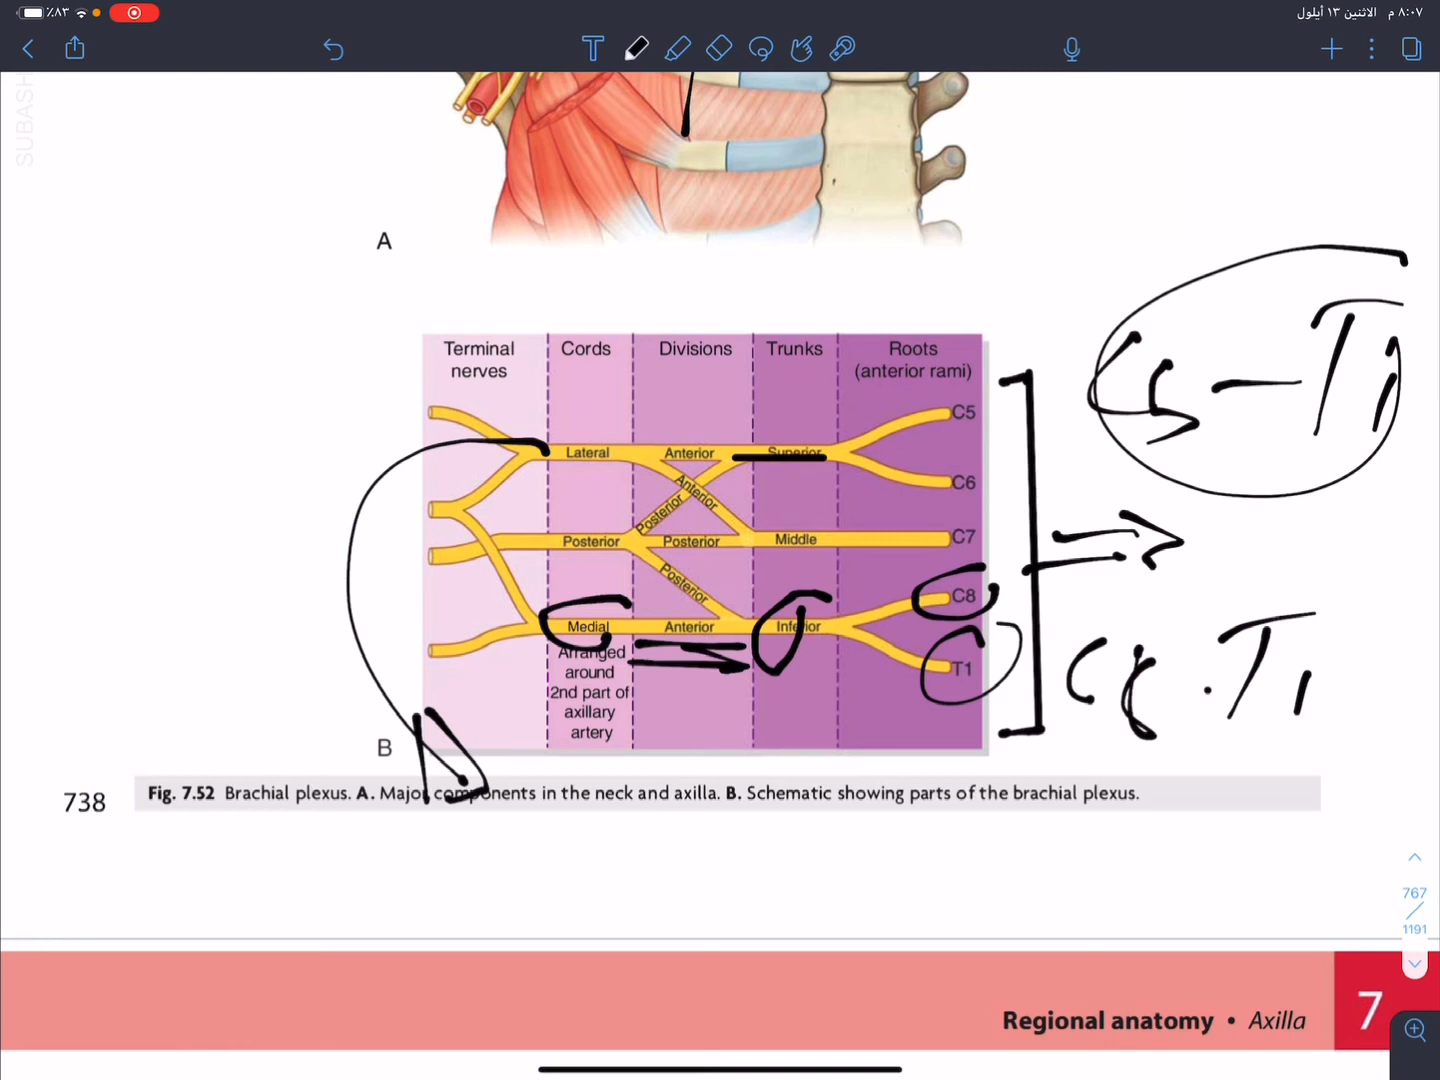 ٪٨٣
٨:٠٧ م الاثنين ١٣ أيلول
SUBASH
A
Terminal nerves
Cords
Divisions
Trunks
Roots
(anterior rami)
C5
Lateral
Anterior
Superior
C6
Anterior
Posterior
Posterior
Posterior
Middle
C7
Posterior
C8
Medial
Anterior
Inferior
T1
Arranged
around
2nd part of
axillary
artery
C5 - T1
C8 . T1
B
738
Fig. 7.52 Brachial plexus. A. Major components in the neck and axilla. B. Schematic showing parts of the brachial plexus.
767
/
1191
Regional anatomy • Axilla
7